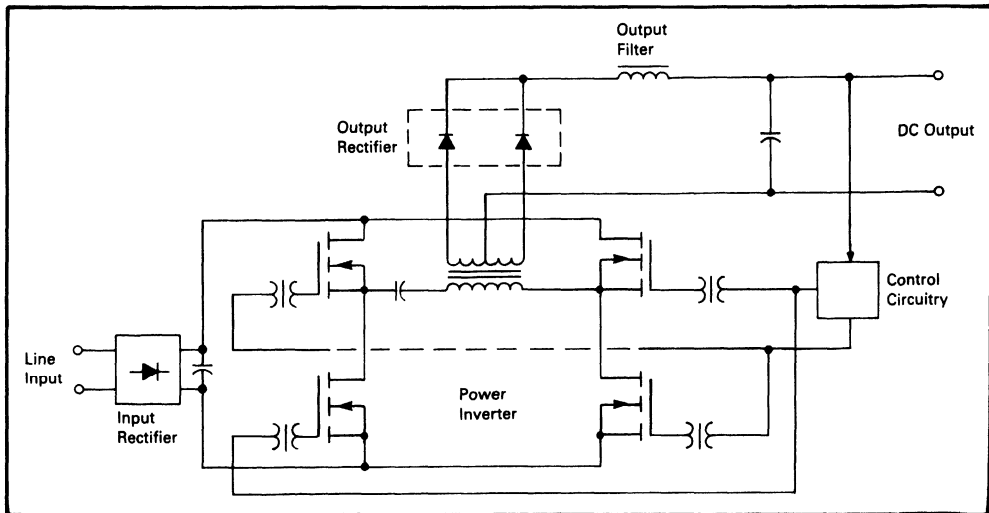 Output
Filter
Output
Rectifier
DC Output
Control
Circuitry
Line
Input
Power
Inverter
Input
Rectifier